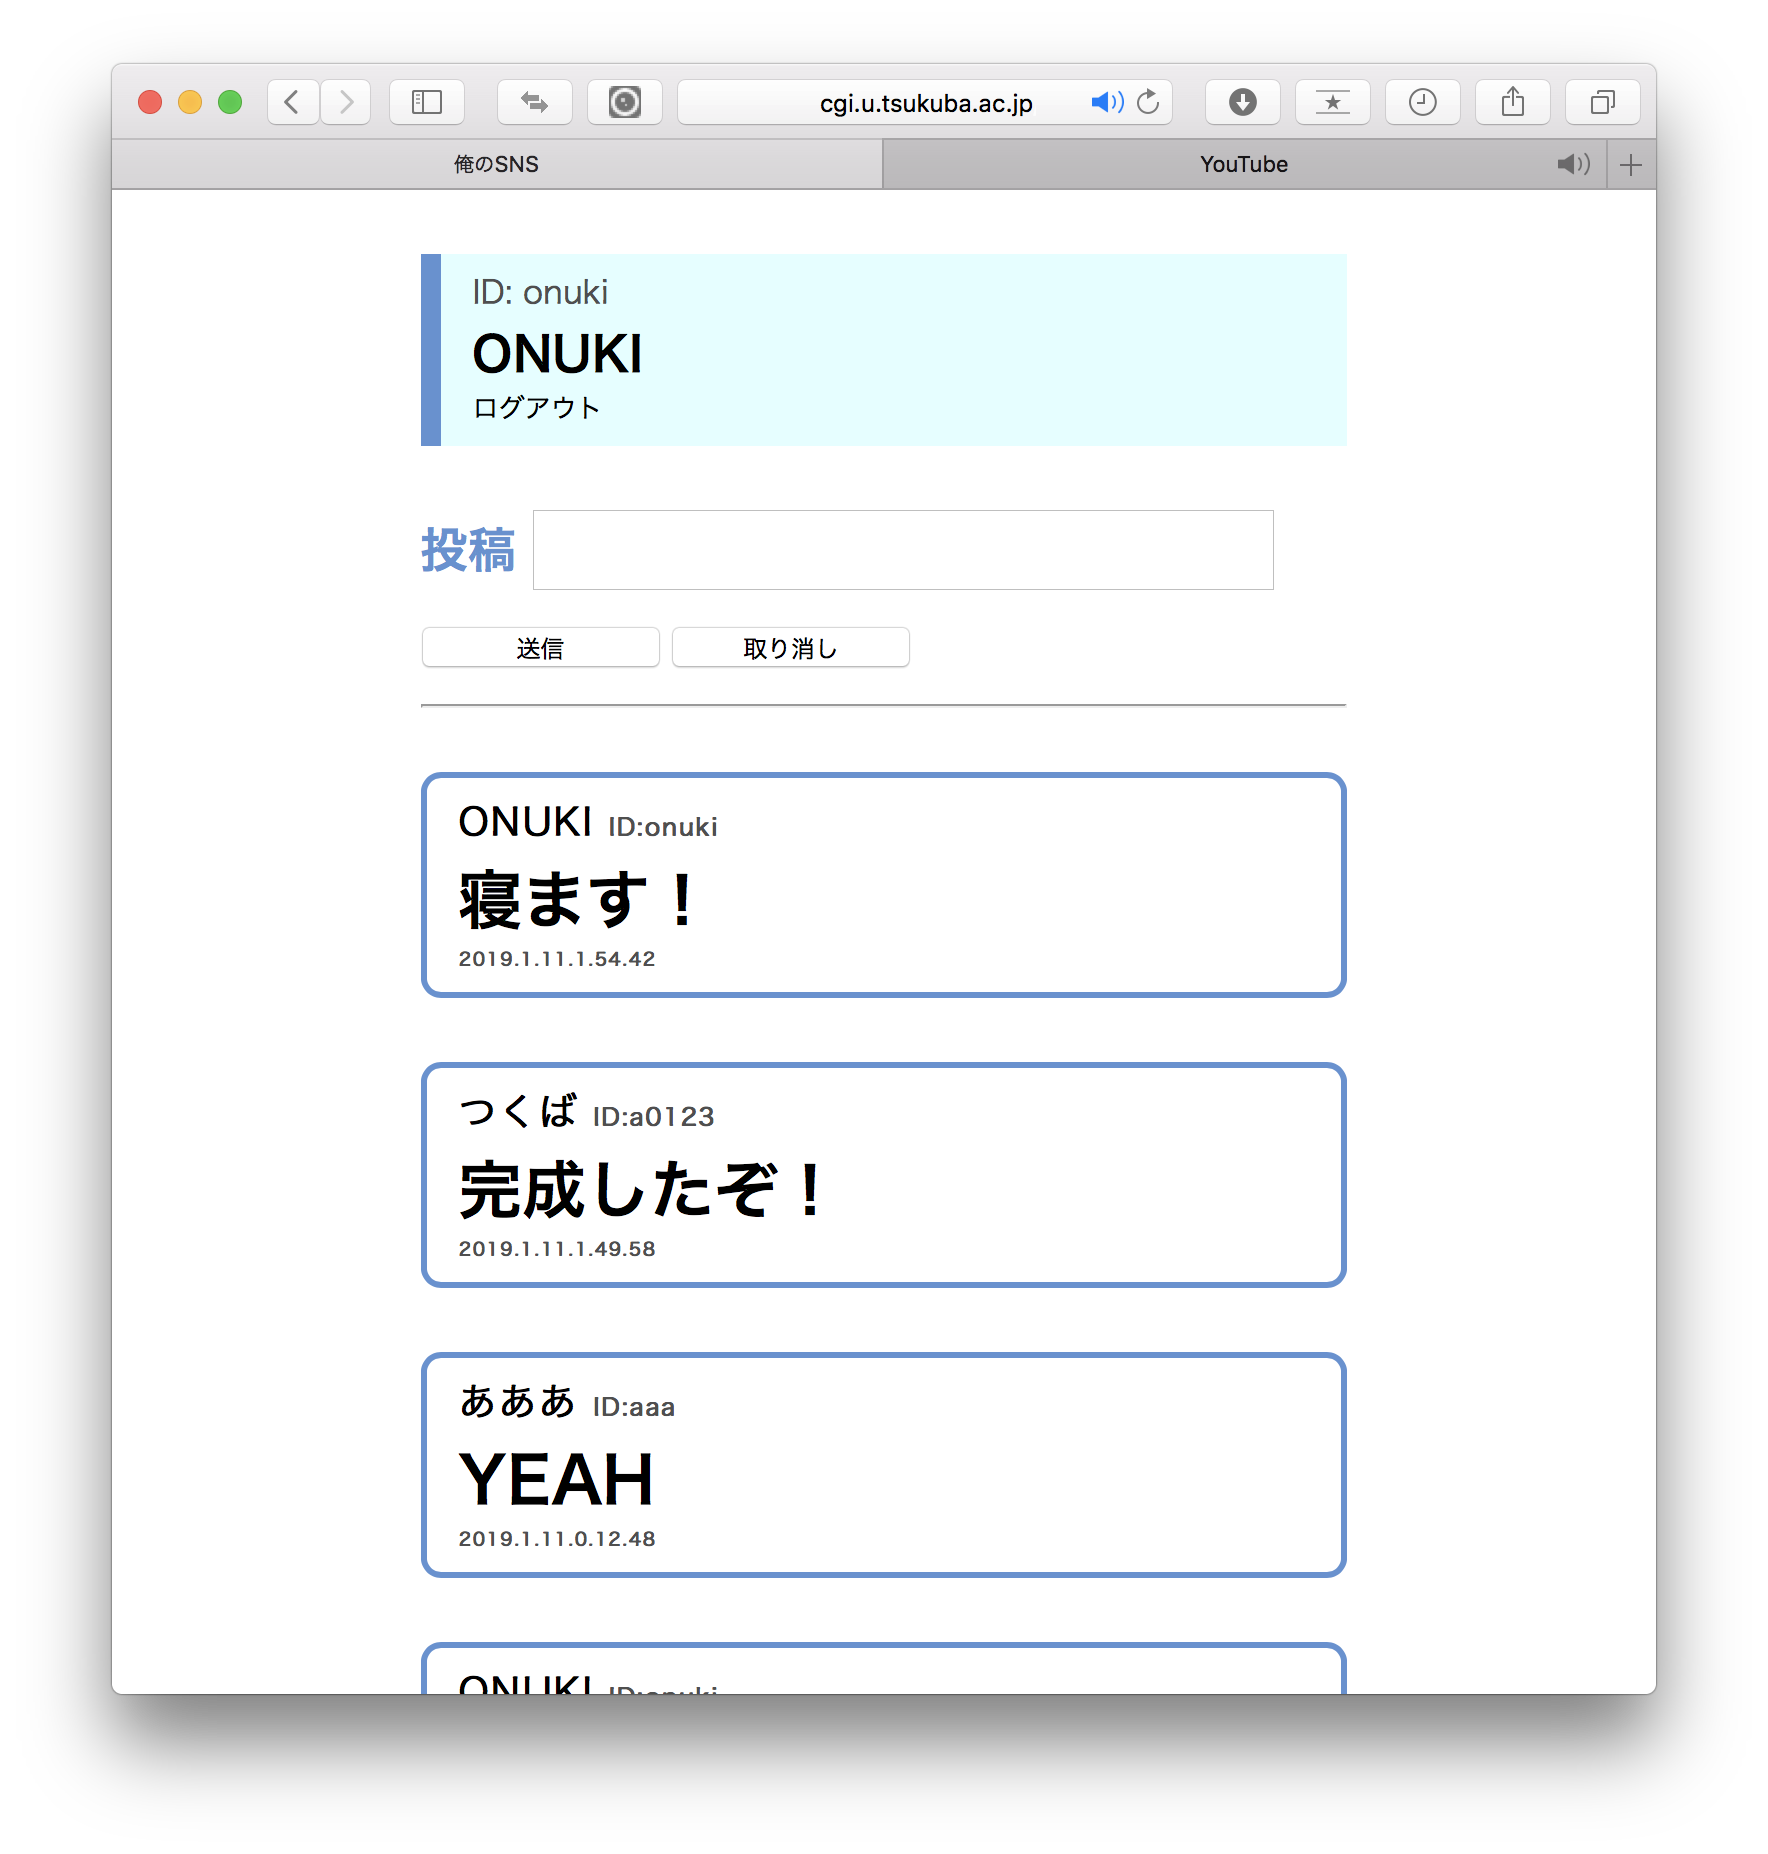 cgi.u.tsukuba.ac.jp
俺のSNS
YouTube
ID: onuki
ONUKI
ログアウト
投稿
送信
取り消し
ONUKI ID:onuki
寝ます！
2019.1.11.1.54.42
つくば ID:a0123
完成したぞ！
2019.1.11.1.49.58
あああ ID:aaa
YEAH
2019.1.11.0.12.48
ONUKI ID:onuki